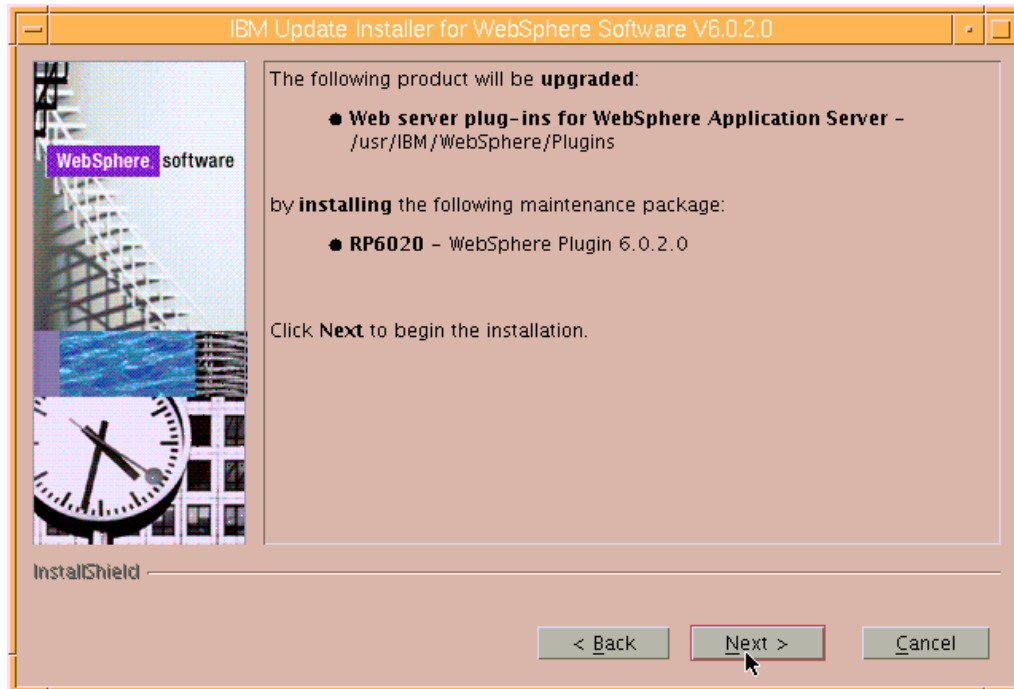 IBM Update Installer for WebSphere Software V6.0.2.0
The following product will be upgraded:
● Web server plug-ins for WebSphere Application Server -
/usr/IBM/WebSphere/Plugins
WebSphere. software
by installing the following maintenance package:
● RP6020 - WebSphere Plugin 6.0.2.0
Click Next to begin the installation.
InstallShield
< Back
Next >
Cancel